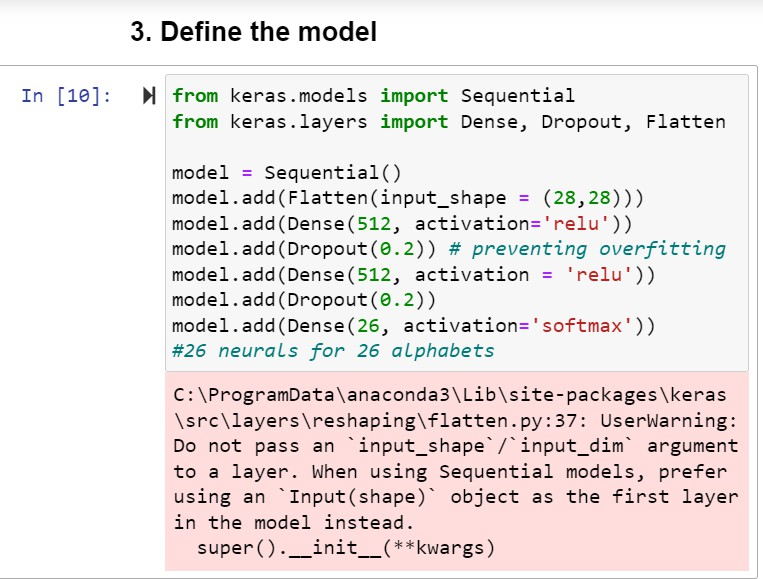 3. Define the model
In [10]:
from keras.models import Sequential
from keras.layers import Dense, Dropout, Flatten
model = Sequential()
model.add(Flatten(input_shape = (28,28)))
model.add(Dense(512, activation='relu'))
model.add(Dropout(0.2)) # preventing overfitting
model.add(Dense(512, activation = 'relu'))
model.add(Dropout(0.2))
model.add(Dense(26, activation='softmax'))
#26 neurals for 26 alphabets
C:\ProgramData\anaconda3\Lib\site-packages\keras
\src\layers\reshaping\flatten.py:37: UserWarning:
Do not pass an `input_shape`/`input_dim` argument
to a layer. When using Sequential models, prefer
using an `Input(shape)` object as the first layer
in the model instead.
super().__init__(**kwargs)